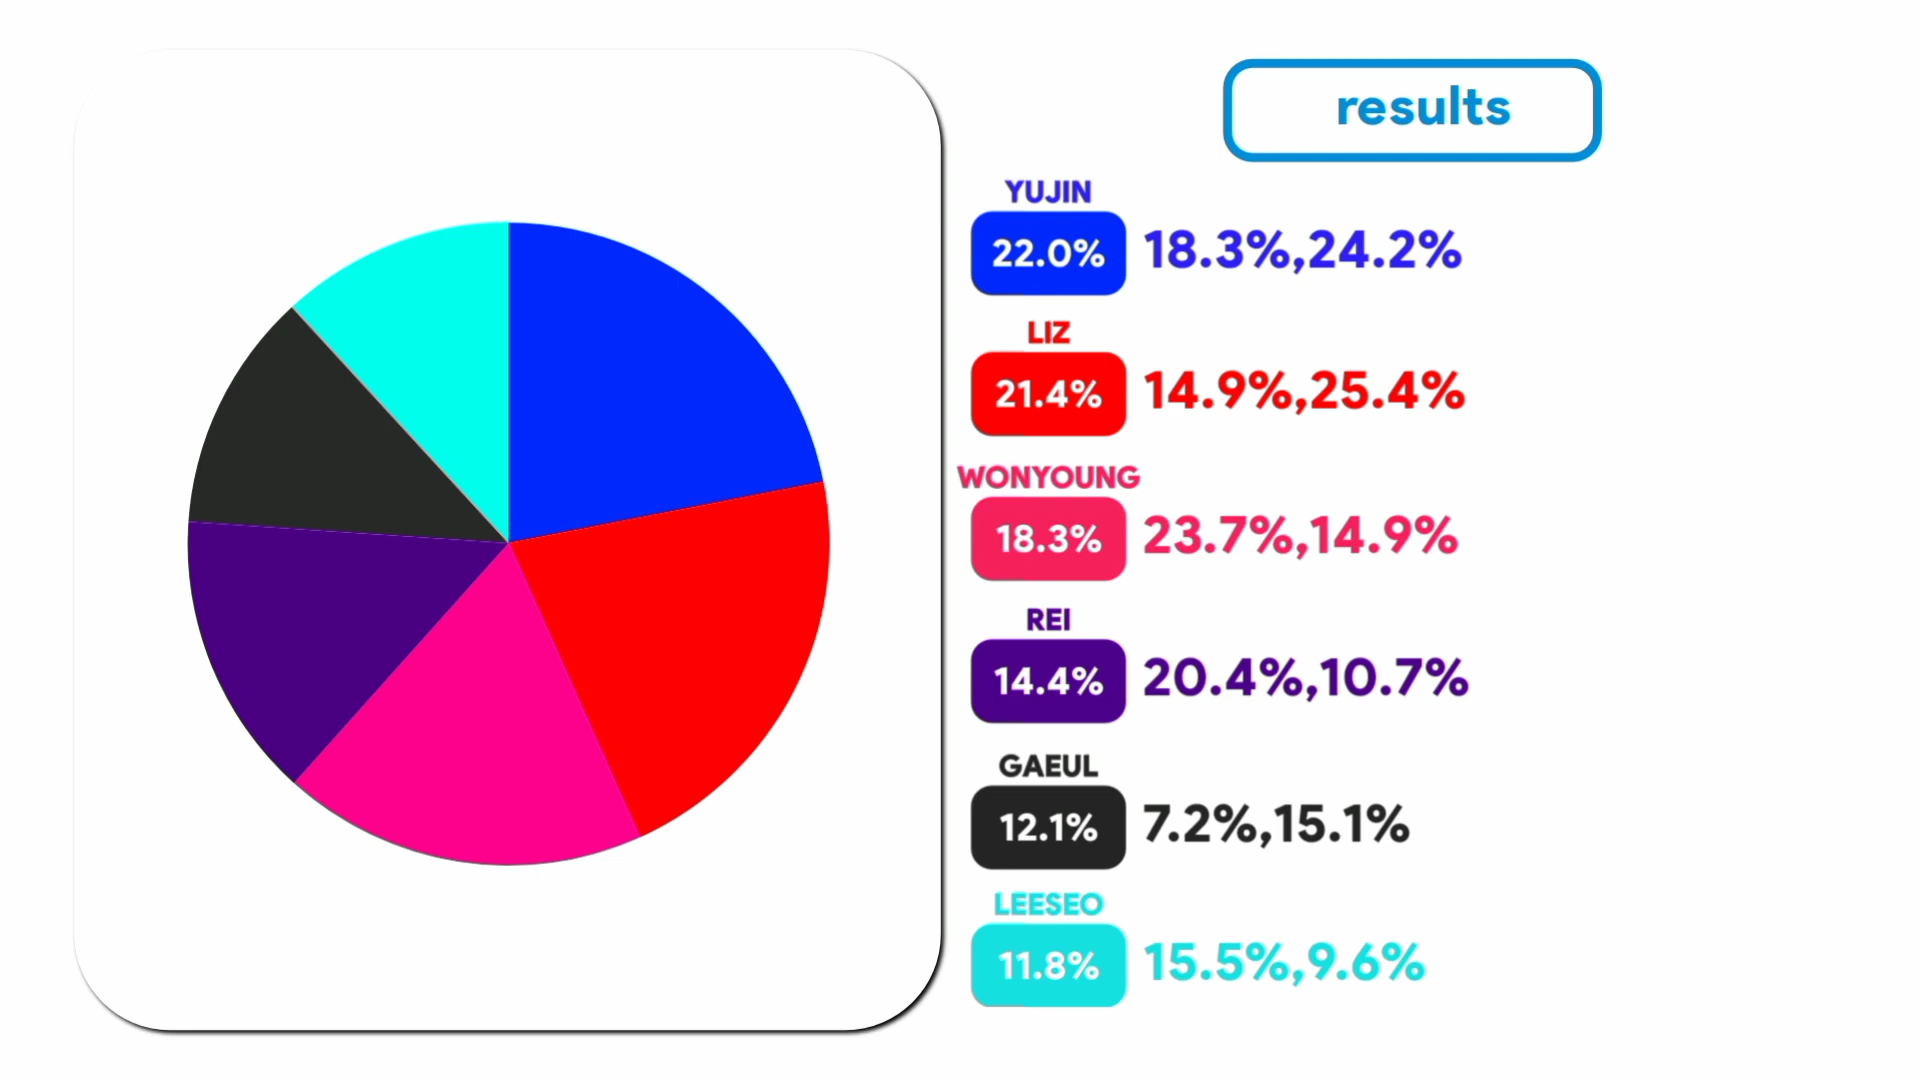 results
YUJIN
22.0% 18.3%,24.2%
LIZ
21.4% 14.9%,25.4%
WONYOUNG
18.3% 23.7%,14.9%
REI
14.4% 20.4%,10.7%
GAEUL
12.1% 7.2%,15.1%
LEESEO
11.8% 15.5%,9.6%